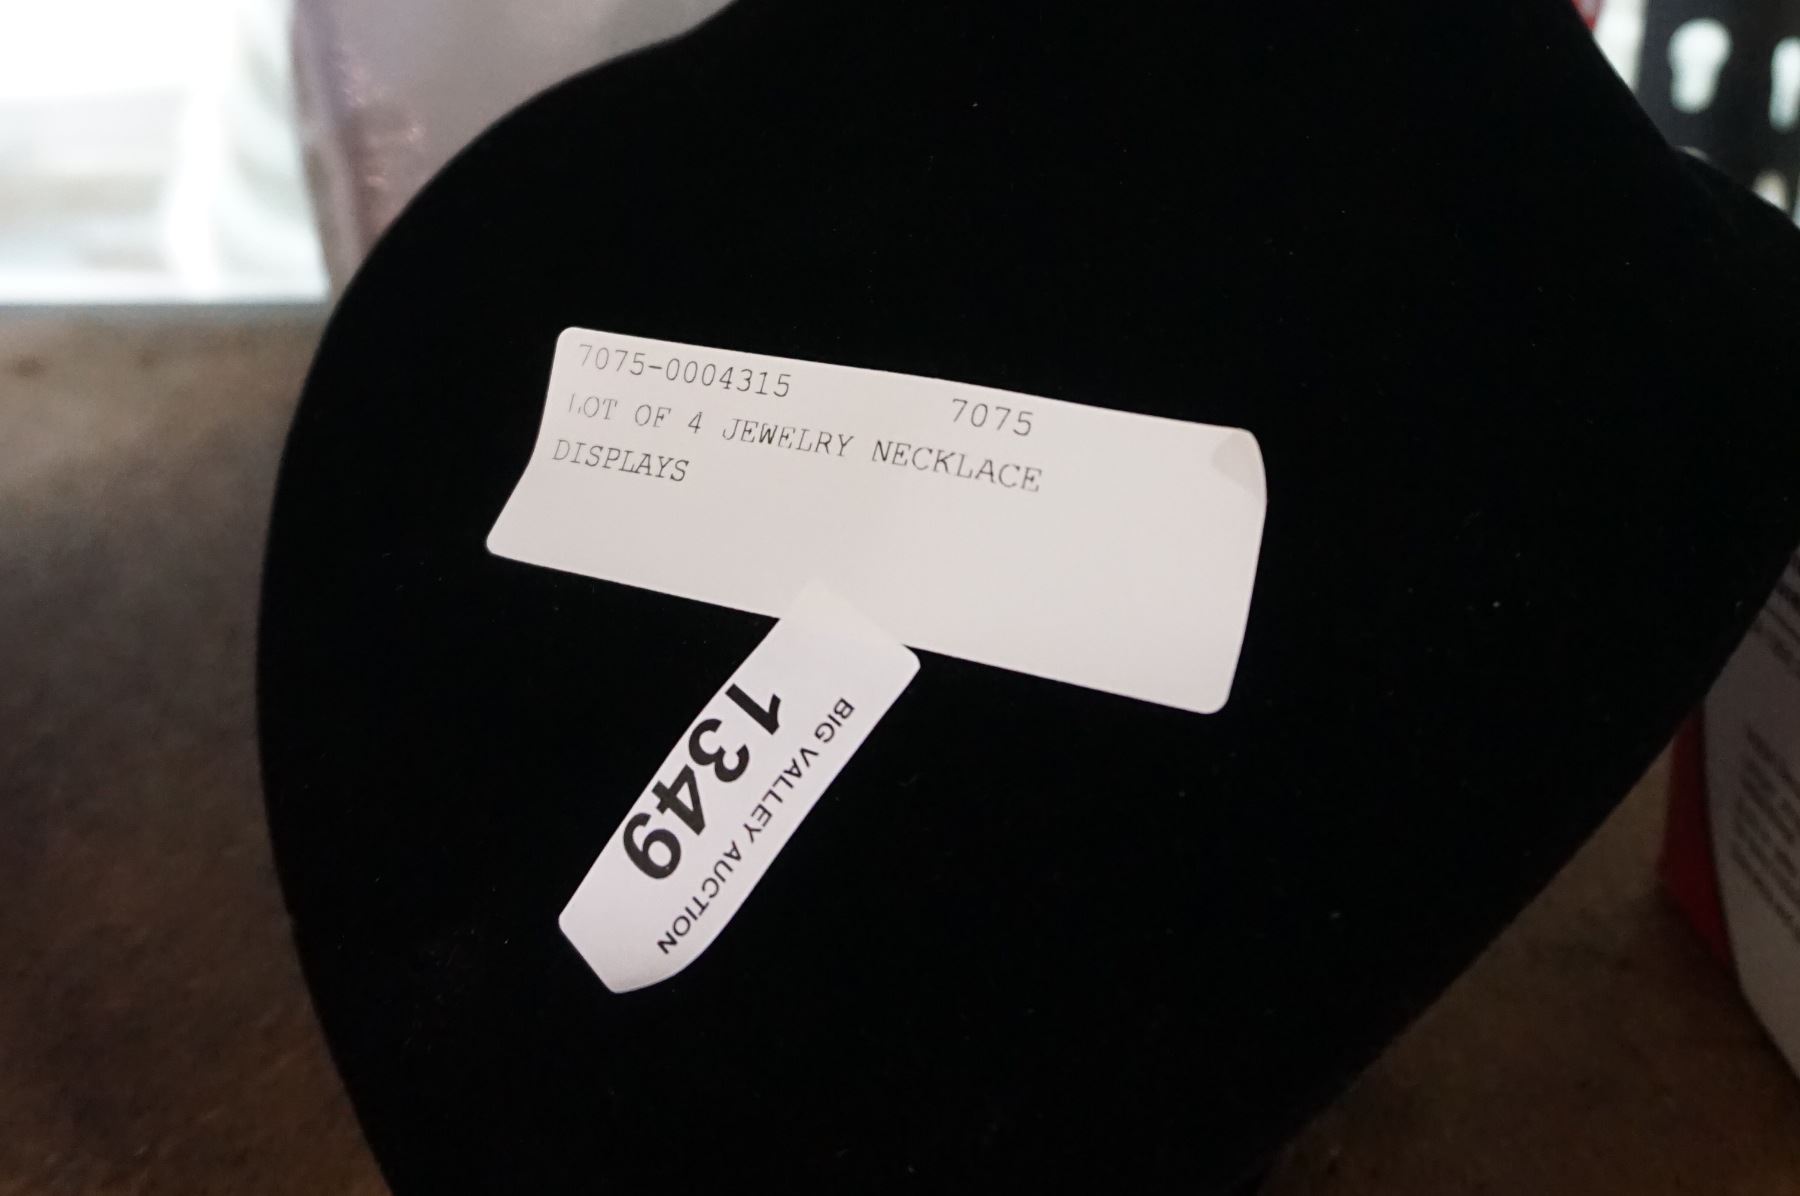 7075-0004315 7075
LOT OF 4 JEWELRY NECKLACE
DISPLAYS
BIG VALLEY AUCTION
1349